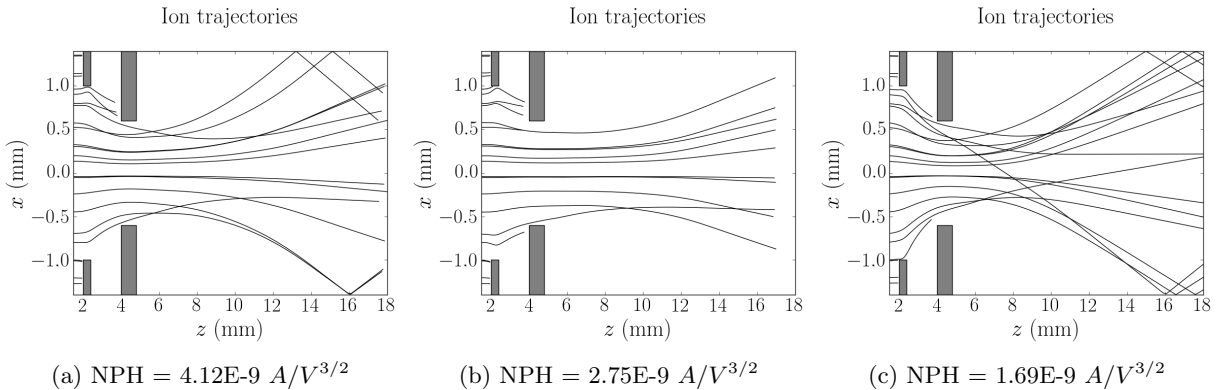 Ion trajectories
x (mm)
1.0
0.5
0.0
−0.5
−1.0
2 4 6 8 10 12 14 16 18
z (mm)
(a) NPH = 4.12E-9 A/V^{3/2}
Ion trajectories
x (mm)
1.0
0.5
0.0
−0.5
−1.0
2 4 6 8 10 12 14 16 18
z (mm)
(b) NPH = 2.75E-9 A/V^{3/2}
Ion trajectories
x (mm)
1.0
0.5
0.0
−0.5
−1.0
2 4 6 8 10 12 14 16 18
z (mm)
(c) NPH = 1.69E-9 A/V^{3/2}